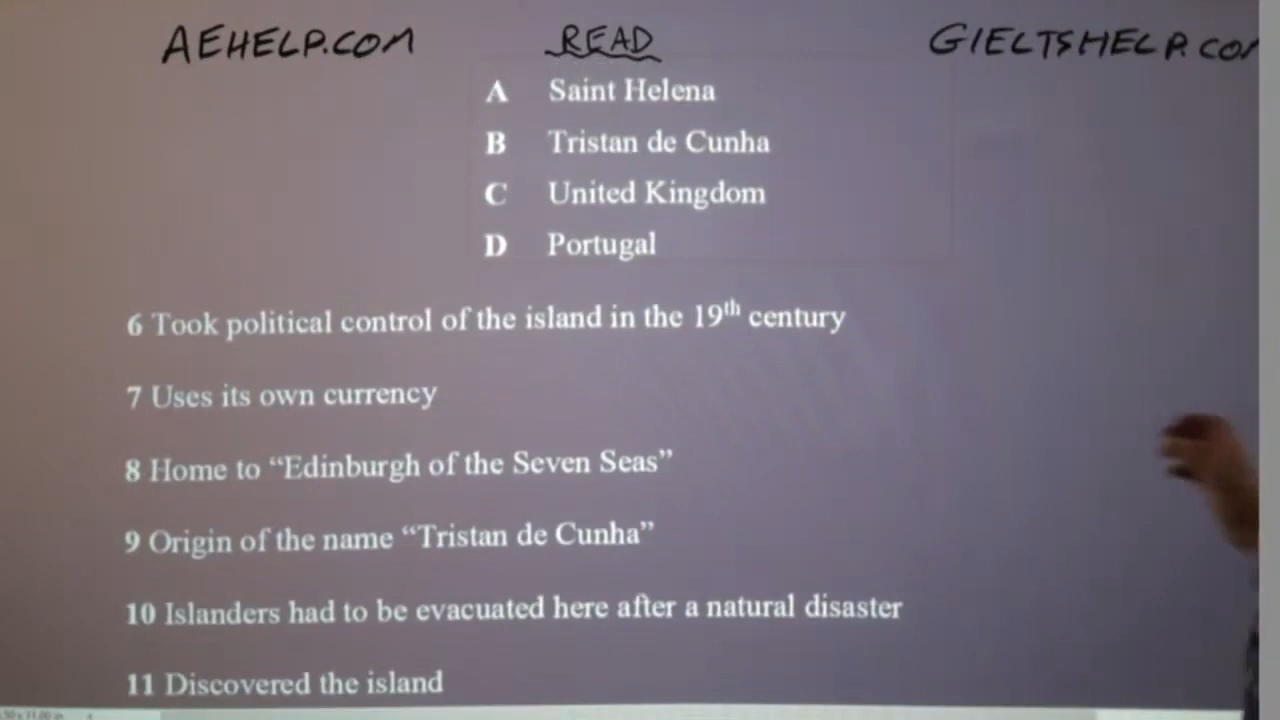 AEHELP.COM READ GIELTSHELP.CO
A Saint Helena
B Tristan de Cunha
C United Kingdom
D Portugal
6 Took political control of the island in the 19th century
7 Uses its own currency
8 Home to “Edinburgh of the Seven Seas”
9 Origin of the name “Tristan de Cunha”
10 Islanders had to be evacuated here after a natural disaster
11 Discovered the island